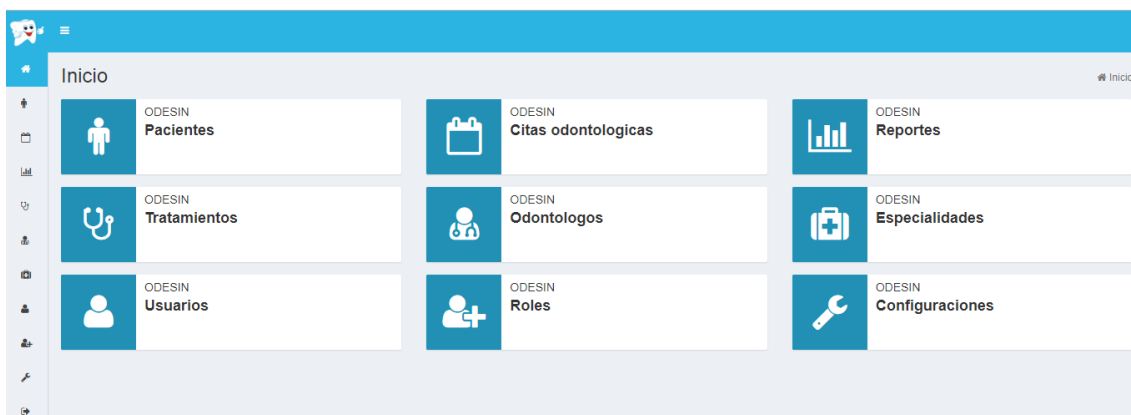 Inicio
Inicio
ODESIN
Pacientes
ODESIN
Citas odontologicas
ODESIN
Reportes
ODESIN
Tratamientos
ODESIN
Odontologos
ODESIN
Especialidades
ODESIN
Usuarios
ODESIN
Roles
ODESIN
Configuraciones